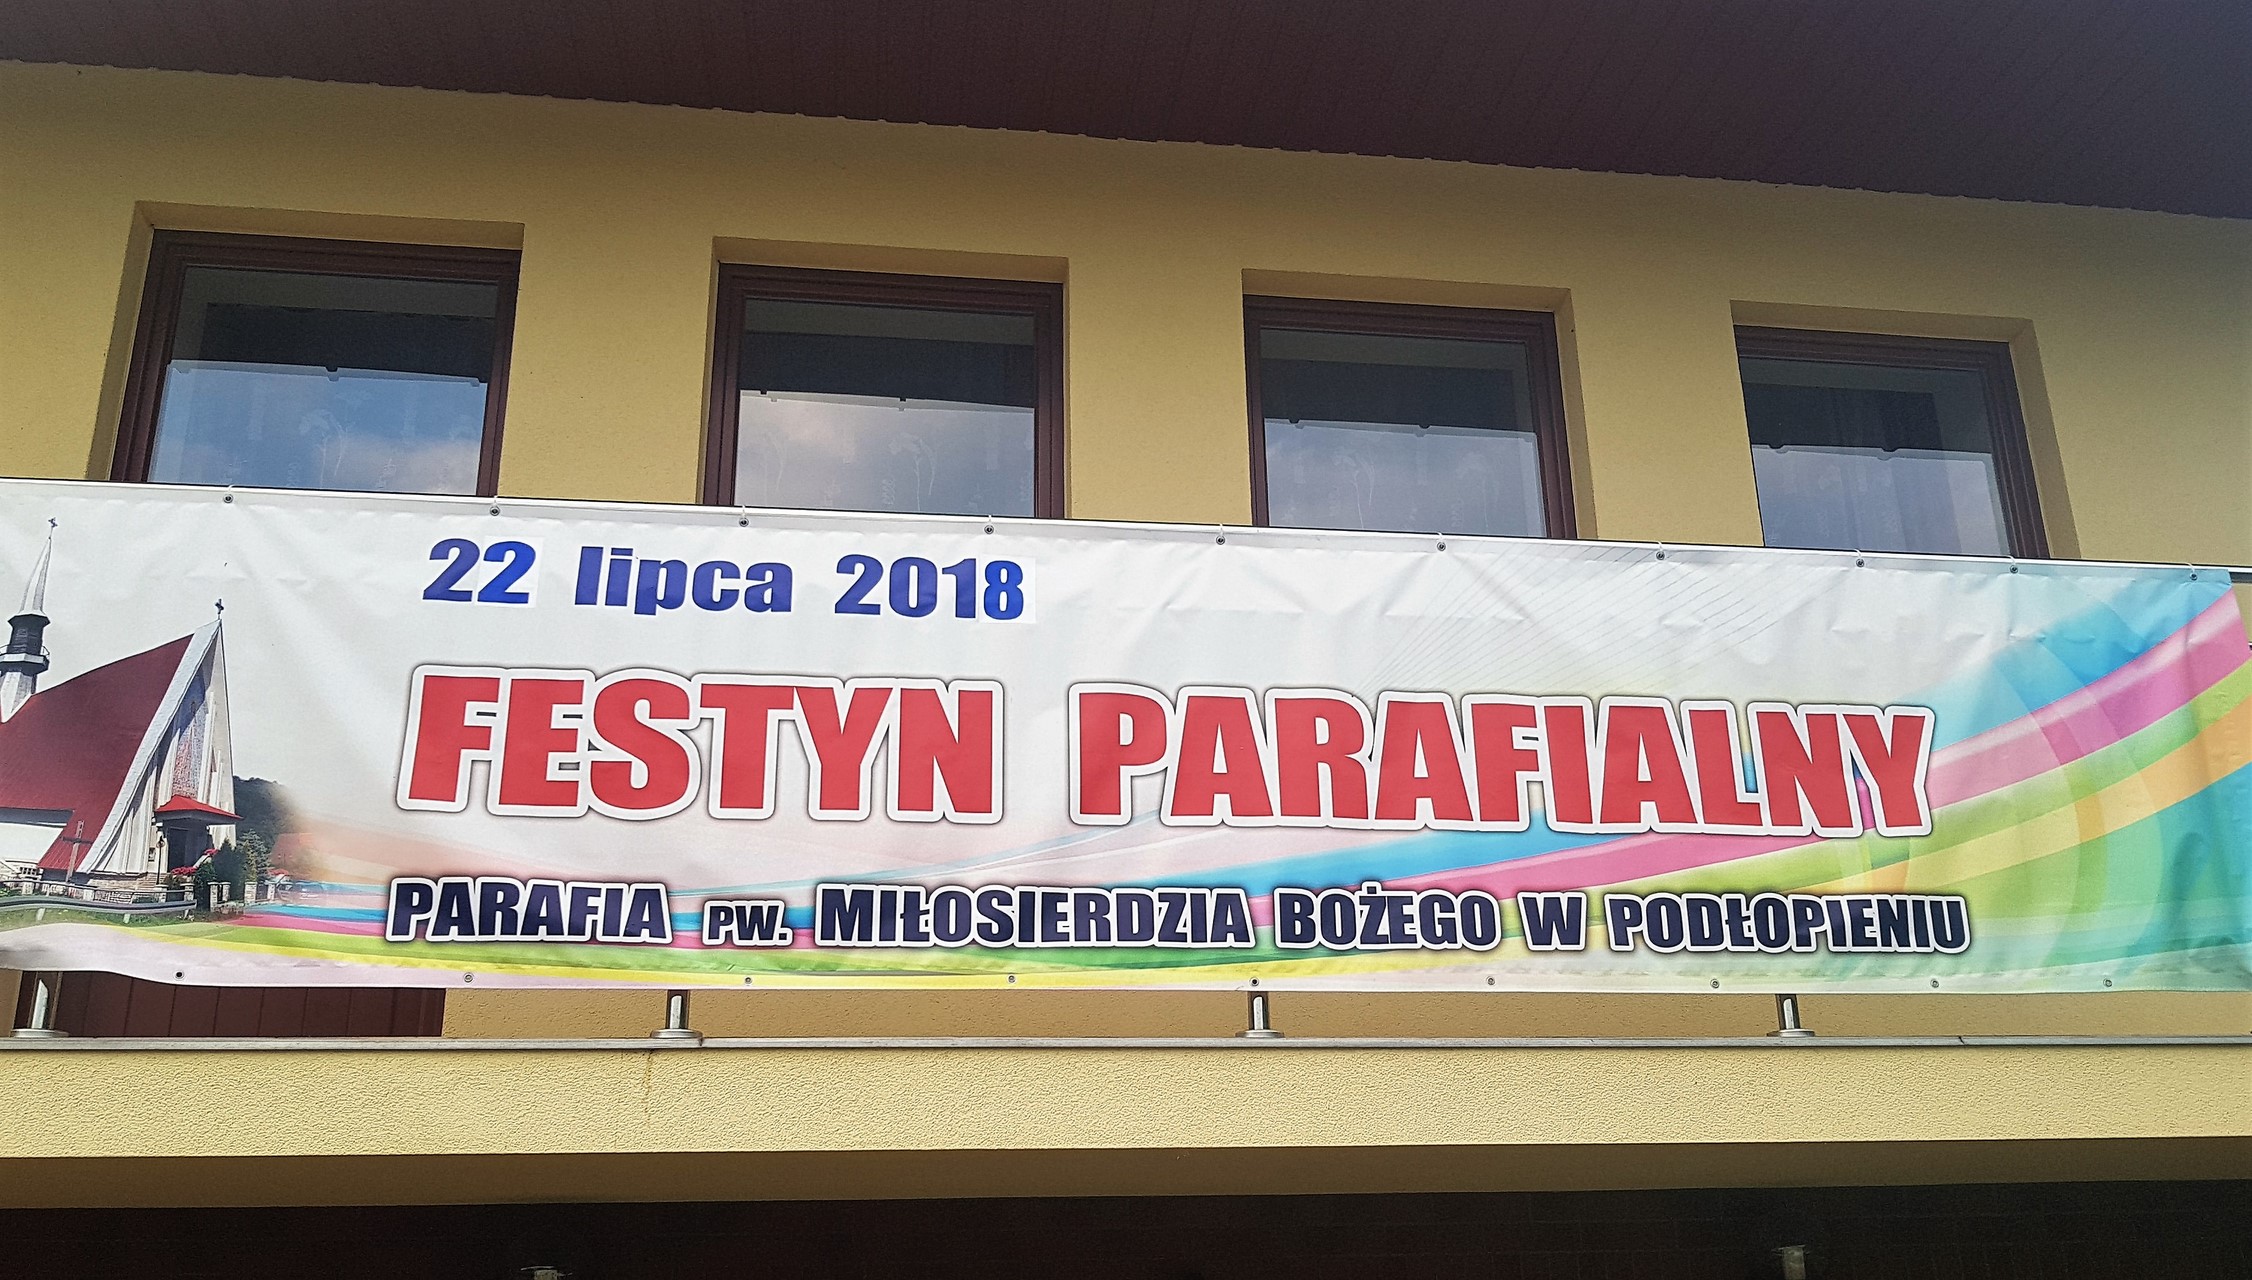 22 lipca 2018
FESTYN PARAFIALNY
PARAFIA PW. MIŁOSIERDZIA BOŻEGO W PODŁOPIENIU